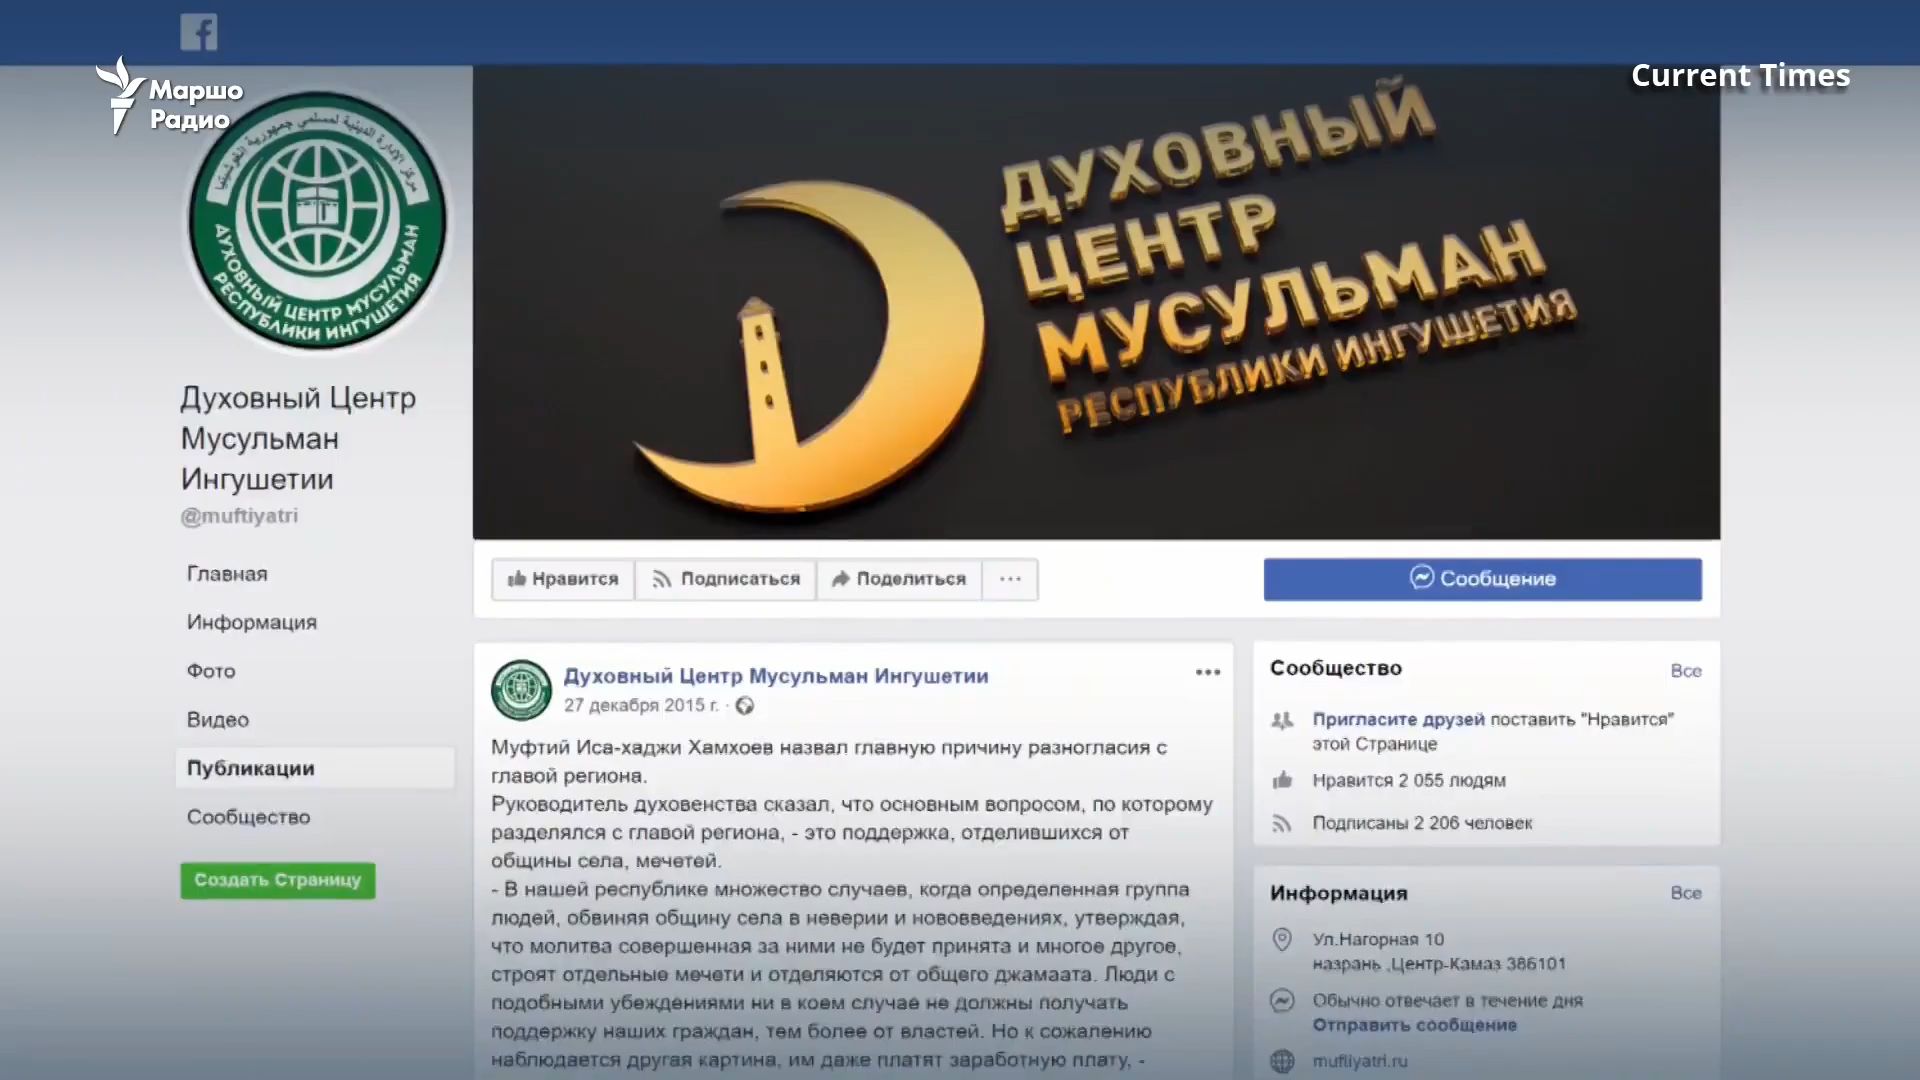 Маршо
Радио
Current Times
مركز الإدارة الدينية لمسلمي جمهورية إنغوشيتيا
ДУХОВНЫЙ ЦЕНТР МУСУЛЬМАН
РЕСПУБЛИКИ ИНГУШЕТИЯ
ДУХОВНЫЙ
ЦЕНТР
МУСУЛЬМАН
РЕСПУБЛИКИ ИНГУШЕТИЯ
Духовный Центр
Мусульман
Ингушетии
@muftiyatri
Главная
Информация
Фото
Видео
Публикации
Сообщество
Создать Страницу
Нравится
Подписаться
Поделиться
Сообщение
Духовный Центр Мусульман Ингушетии
27 декабря 2015 г. ·
Муфтий Иса-хаджи Хамхоев назвал главную причину разногласия с
главой региона.
Руководитель духовенства сказал, что основным вопросом, по которому
разделялся с главой региона, - это поддержка, отделившихся от
общины села, мечетей.
- В нашей республике множество случаев, когда определенная группа
людей, обвиняя общину села в неверии и нововведениях, утверждая,
что молитва совершенная за ними не будет принята и многое другое,
строят отдельные мечети и отделяются от общего джамаата. Люди с
подобными убеждениями ни в коем случае не должны получать
поддержку наших граждан, тем более от властей. Но к сожалению
наблюдается другая картина, им даже платят заработную плату, -
Сообщество
Все
Пригласите друзей поставить "Нравится"
этой Странице
Нравится 2 055 людям
Подписаны 2 206 человек
Информация
Все
Ул.Нагорная 10
назрань ,Центр-Камаз 386101
Обычно отвечает в течение дня
Отправить сообщение
muftiyatri.ru